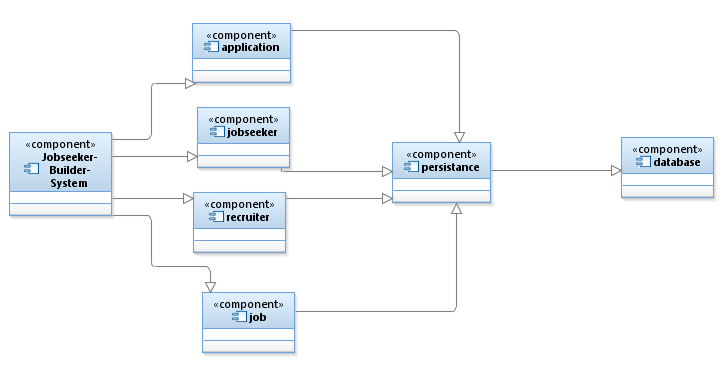 «component»
application
«component»
jobseeker
«component»
Jobseeker-
Builder-
System
«component»
persistance
«component»
database
«component»
recruiter
«component»
job